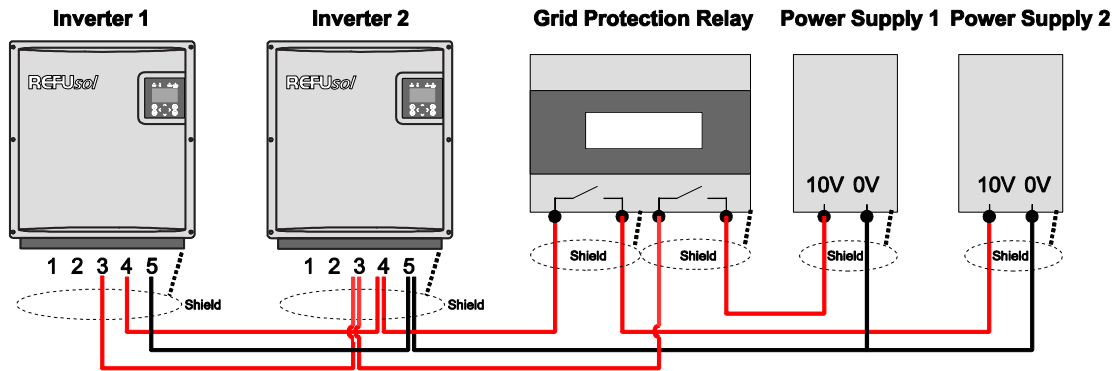 Inverter 1 Inverter 2 Grid Protection Relay Power Supply 1 Power Supply 2
REFUsol REFUsol
10V 0V 10V 0V
Shield Shield Shield Shield
1 2 3 4 5 1 2 3 4 5
Shield Shield